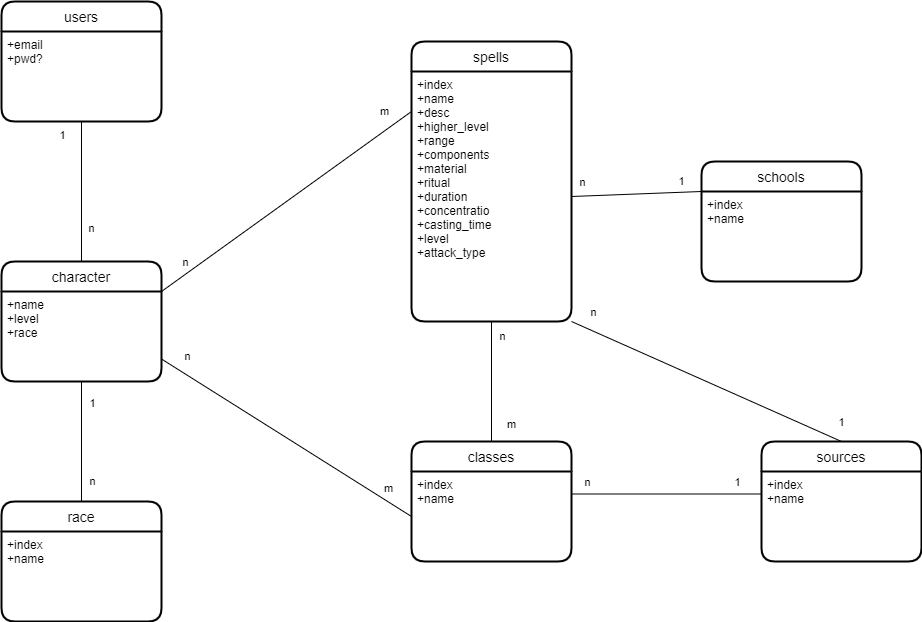 users
+email
+pwd?
1
n
character
+name
+level
+race
1
n
race
+index
+name
n
m
n
m
spells
+index
+name
+desc
+higher_level
+range
+components
+material
+ritual
+duration
+concentratio
+casting_time
+level
+attack_type
n
1
schools
+index
+name
n
m
n
1
classes
+index
+name
n
1
sources
+index
+name